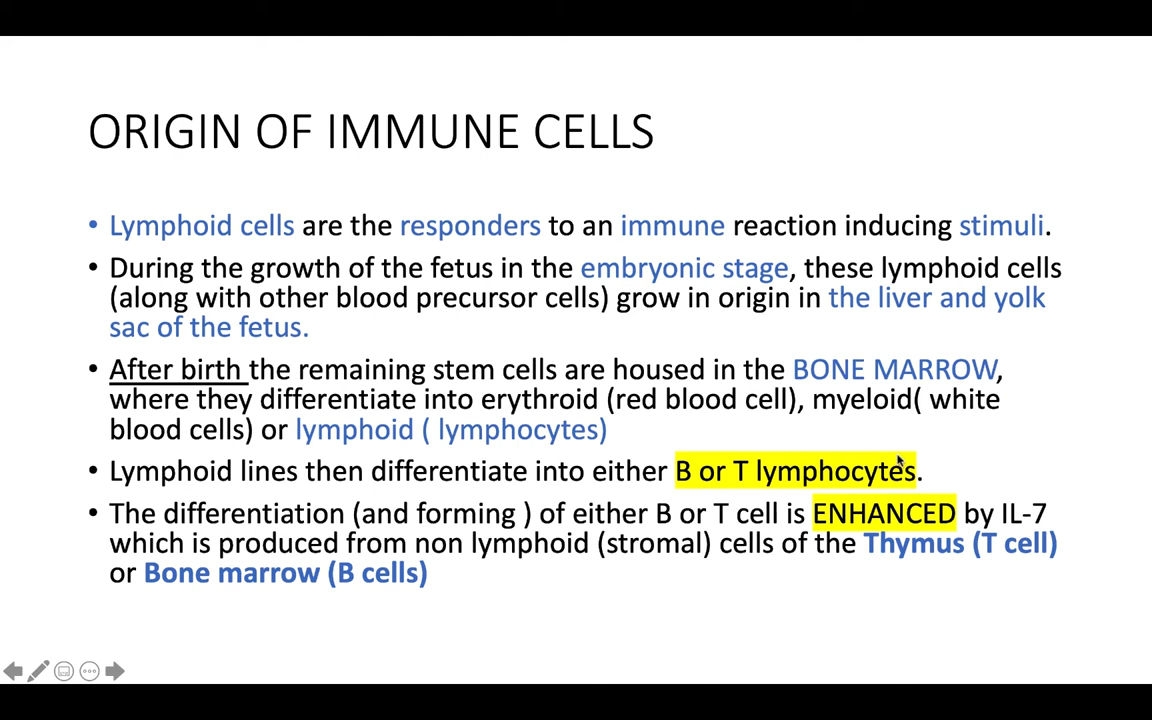 ORIGIN OF IMMUNE CELLS
• Lymphoid cells are the responders to an immune reaction inducing stimuli.
• During the growth of the fetus in the embryonic stage, these lymphoid cells
(along with other blood precursor cells) grow in origin in the liver and yolk
sac of the fetus.
• After birth the remaining stem cells are housed in the BONE MARROW,
where they differentiate into erythroid (red blood cell), myeloid( white
blood cells) or lymphoid ( lymphocytes)
• Lymphoid lines then differentiate into either B or T lymphocytes.
• The differentiation (and forming ) of either B or T cell is ENHANCED by IL-7
which is produced from non lymphoid (stromal) cells of the Thymus (T cell)
or Bone marrow (B cells)